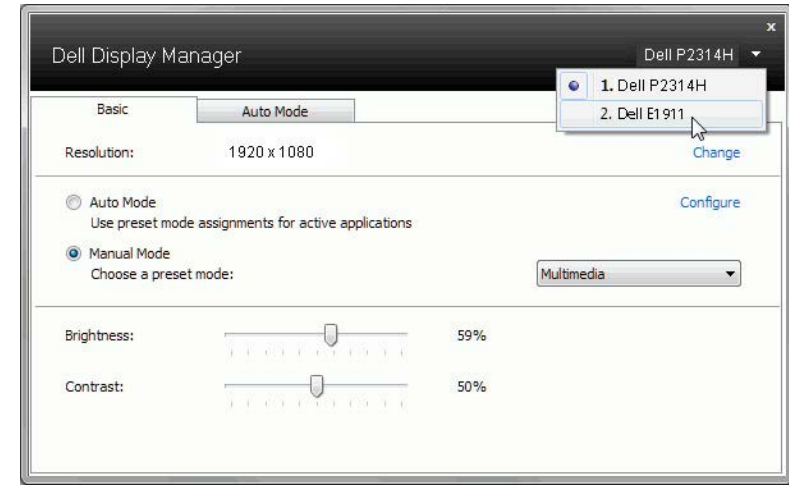 x
Dell Display Manager
Dell P2314H
1. Dell P2314H
2. Dell E1911
Basic
Auto Mode
Resolution:
1920 x 1080
Change
Auto Mode
Configure
Use preset mode assignments for active applications
Manual Mode
Choose a preset mode:
Multimedia
Brightness:
59%
Contrast:
50%